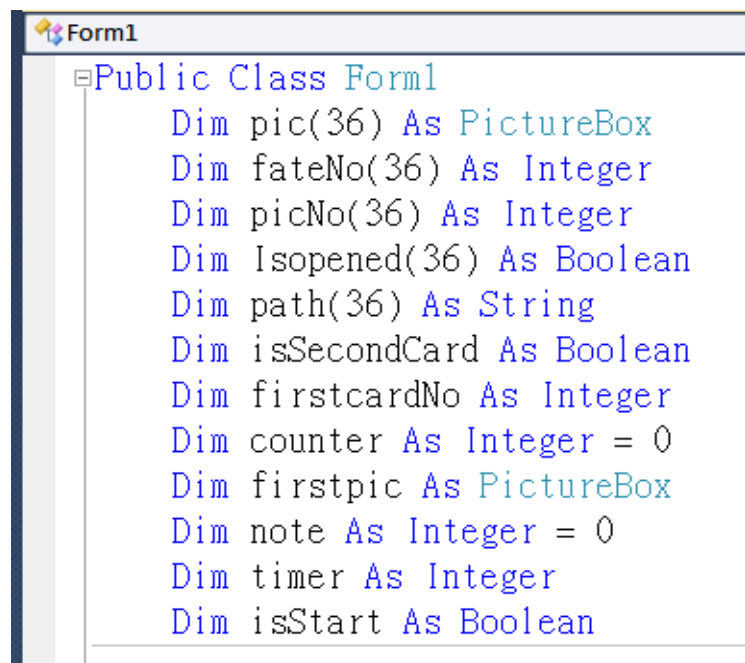 Form1
Public Class Form1
Dim pic(36) As PictureBox
Dim fateNo(36) As Integer
Dim picNo(36) As Integer
Dim Isopened(36) As Boolean
Dim path(36) As String
Dim isSecondCard As Boolean
Dim firstcardNo As Integer
Dim counter As Integer = 0
Dim firstpic As PictureBox
Dim note As Integer = 0
Dim timer As Integer
Dim isStart As Boolean